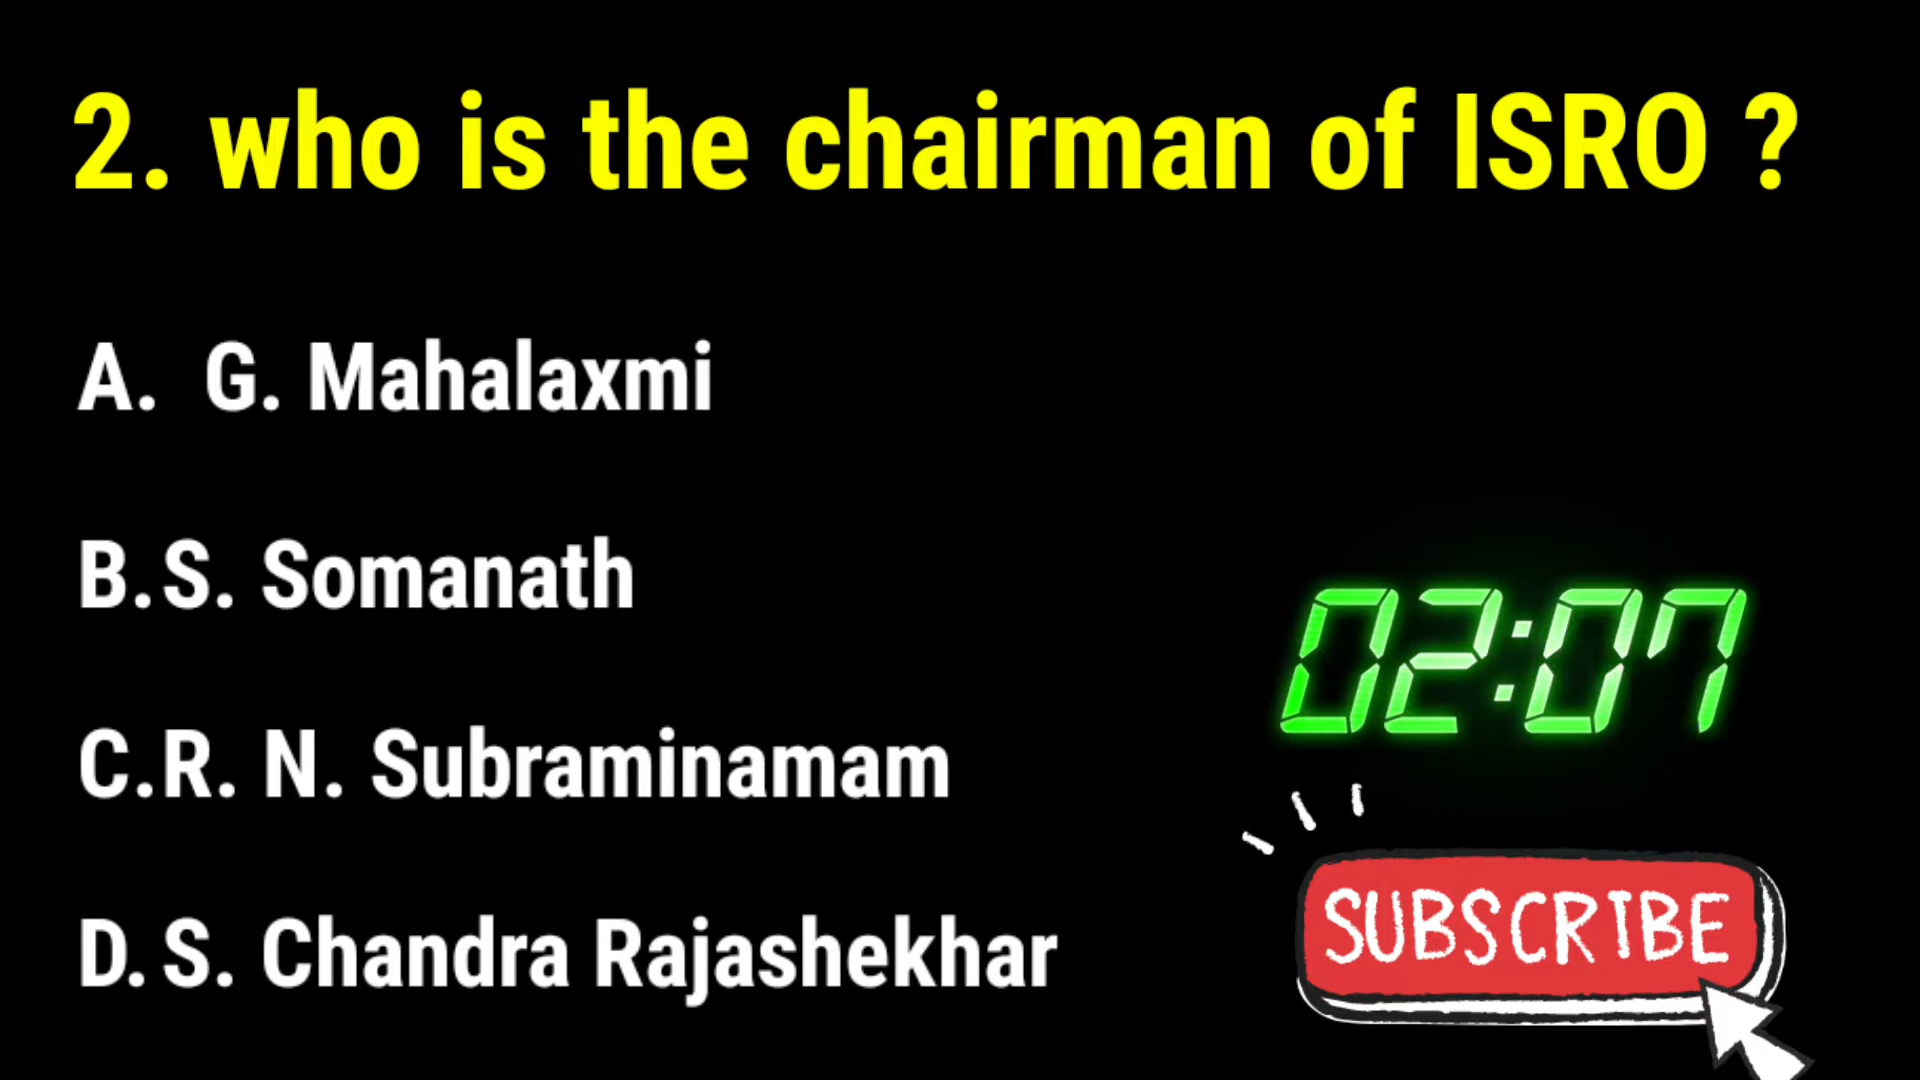 2. who is the chairman of ISRO ?
A. G. Mahalaxmi
B.S. Somanath
C.R. N. Subraminamam
D. S. Chandra Rajashekhar
02:07
SUBSCRIBE